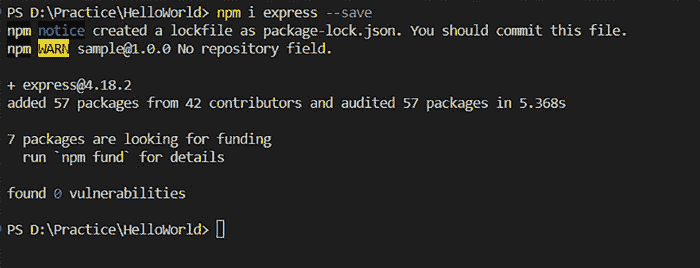 PS D:\Practice\HelloWorld> npm i express --save
npm notice created a lockfile as package-lock.json. You should commit this file.
npm WARN sample@1.0.0 No repository field.
+ express@4.18.2
added 57 packages from 42 contributors and audited 57 packages in 5.368s
7 packages are looking for funding
  run `npm fund` for details
found 0 vulnerabilities
PS D:\Practice\HelloWorld>